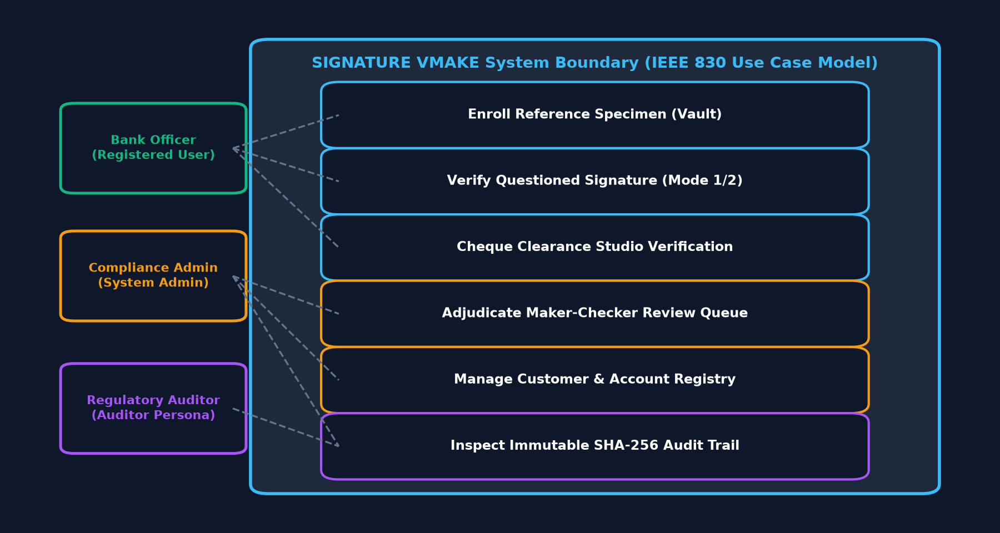 SIGNATURE VMAKE System Boundary (IEEE 830 Use Case Model)
Enroll Reference Specimen (Vault)
Bank Officer
(Registered User)
Verify Questioned Signature (Mode 1/2)
Cheque Clearance Studio Verification
Compliance Admin
(System Admin)
Adjudicate Maker-Checker Review Queue
Manage Customer & Account Registry
Regulatory Auditor
(Auditor Persona)
Inspect Immutable SHA-256 Audit Trail